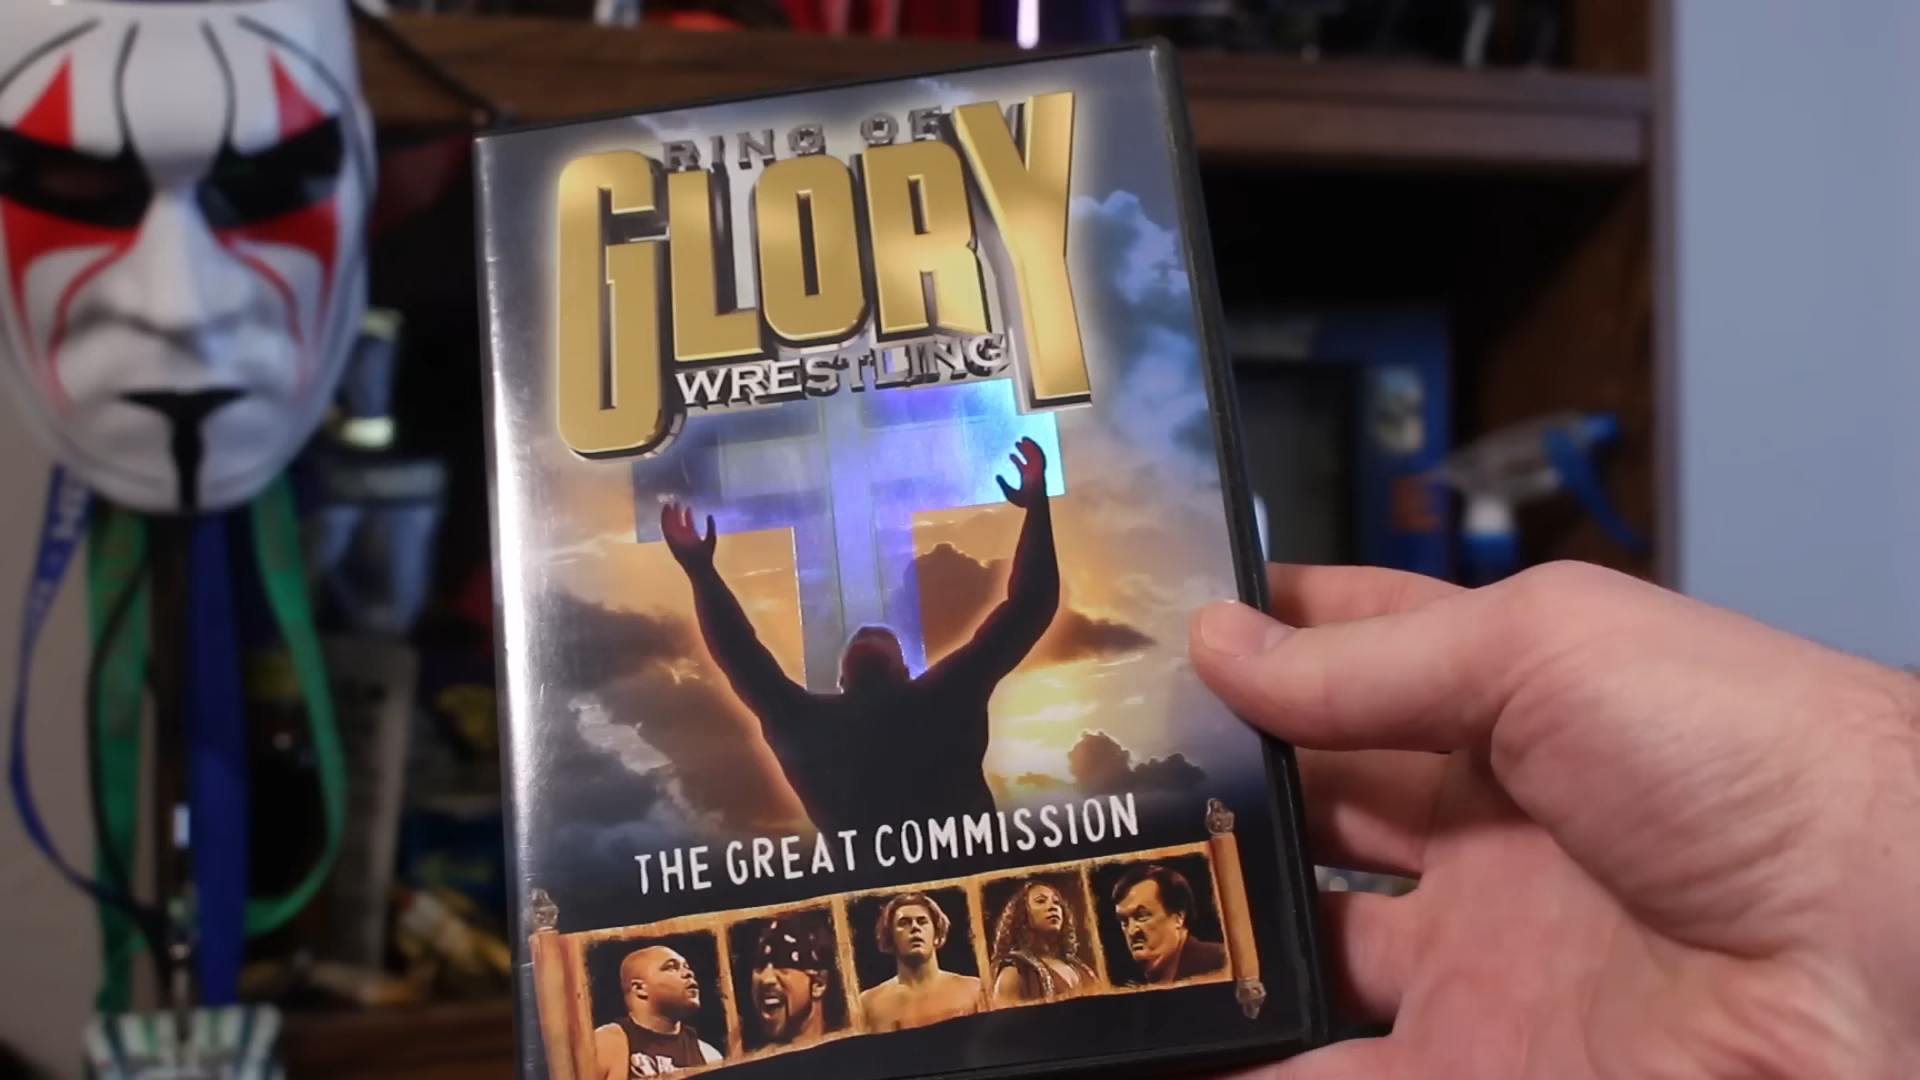 RING OF
GLORY
WRESTLING
THE GREAT COMMISSION